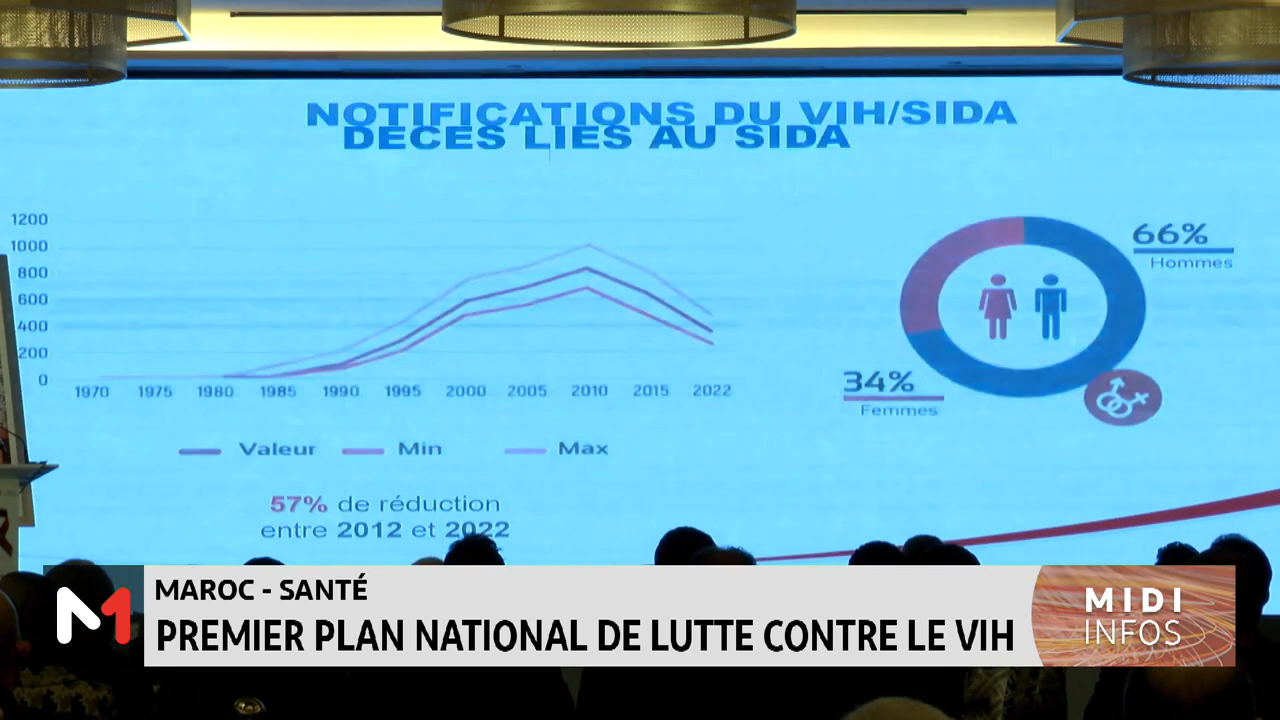 NOTIFICATIONS DU VIH/SIDA
DECES LIES AU SIDA
1200
1000
800
600
400
200
0
1970 1975 1980 1985 1990 1995 2000 2005 2010 2015 2022
Valeur Min Max
57% de réduction
entre 2012 et 2022
66%
Hommes
34%
Femmes
MAROC - SANTÉ
PREMIER PLAN NATIONAL DE LUTTE CONTRE LE VIH
M1
MIDI
INFOS